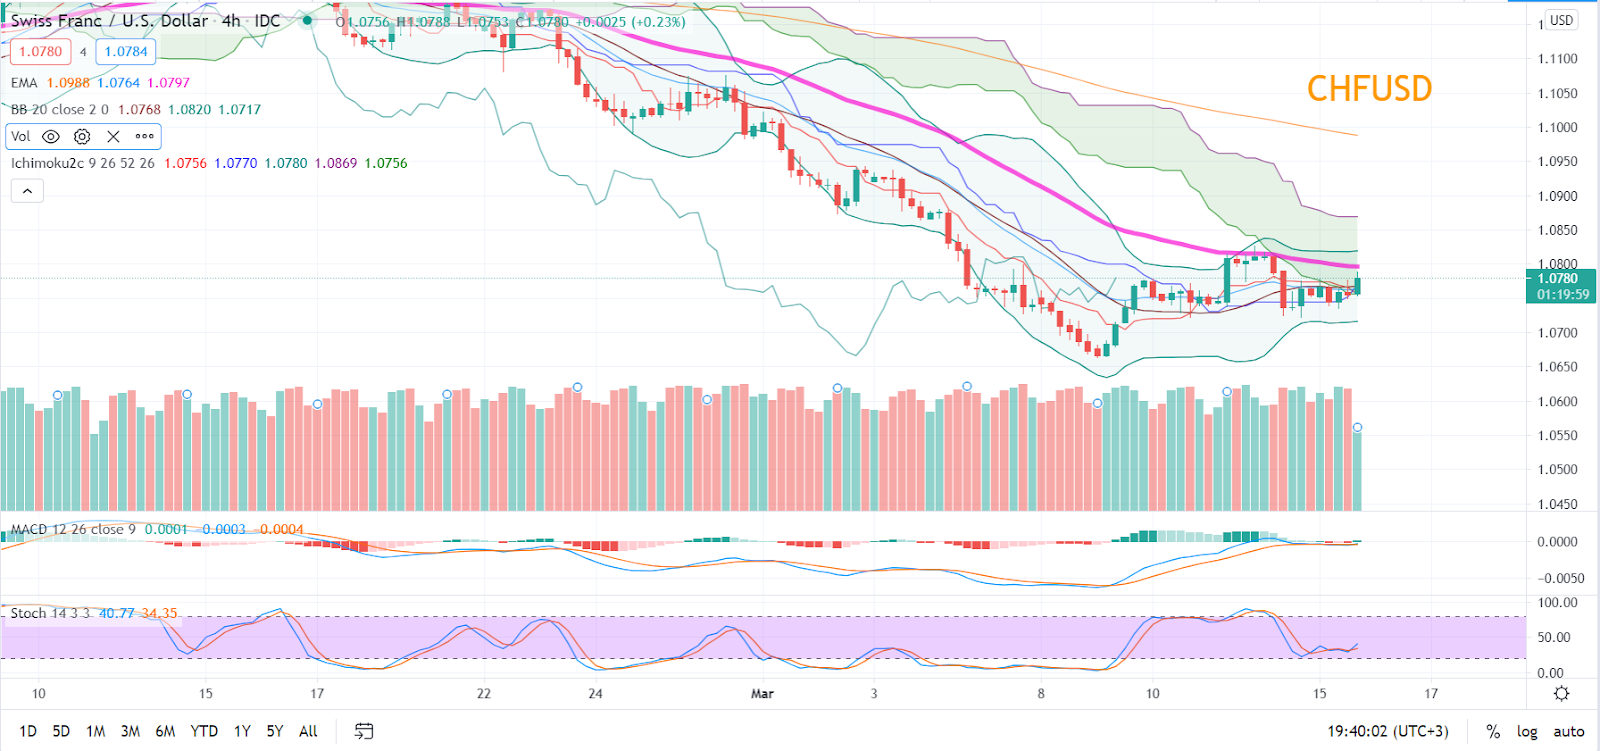 Swiss Franc / U.S. Dollar · 4h · IDC O1.0756 H1.0788 L1.0753 C1.0780 +0.0025 (+0.23%)
1.0780 4 1.0784
EMA 1.0988 1.0764 1.0797
BB 20 close 2 0 1.0768 1.0820 1.0717
Vol
Ichimoku2c 9 26 52 26 1.0756 1.0770 1.0780 1.0869 1.0756
CHFUSD
USD
1.1100
1.1050
1.1000
1.0950
1.0900
1.0850
1.0800
1.0780
01:19:59
1.0700
1.0650
1.0600
1.0550
1.0500
1.0450
MACD 12 26 close 9 0.0001 −0.0003 −0.0004
0.0000
−0.0050
Stoch 14 3 3 40.77 34.35
100.00
50.00
0.00
10 15 17 22 24 Mar 3 8 10 15 17
1D 5D 1M 3M 6M YTD 1Y 5Y All
19:40:02 (UTC+3) % log auto